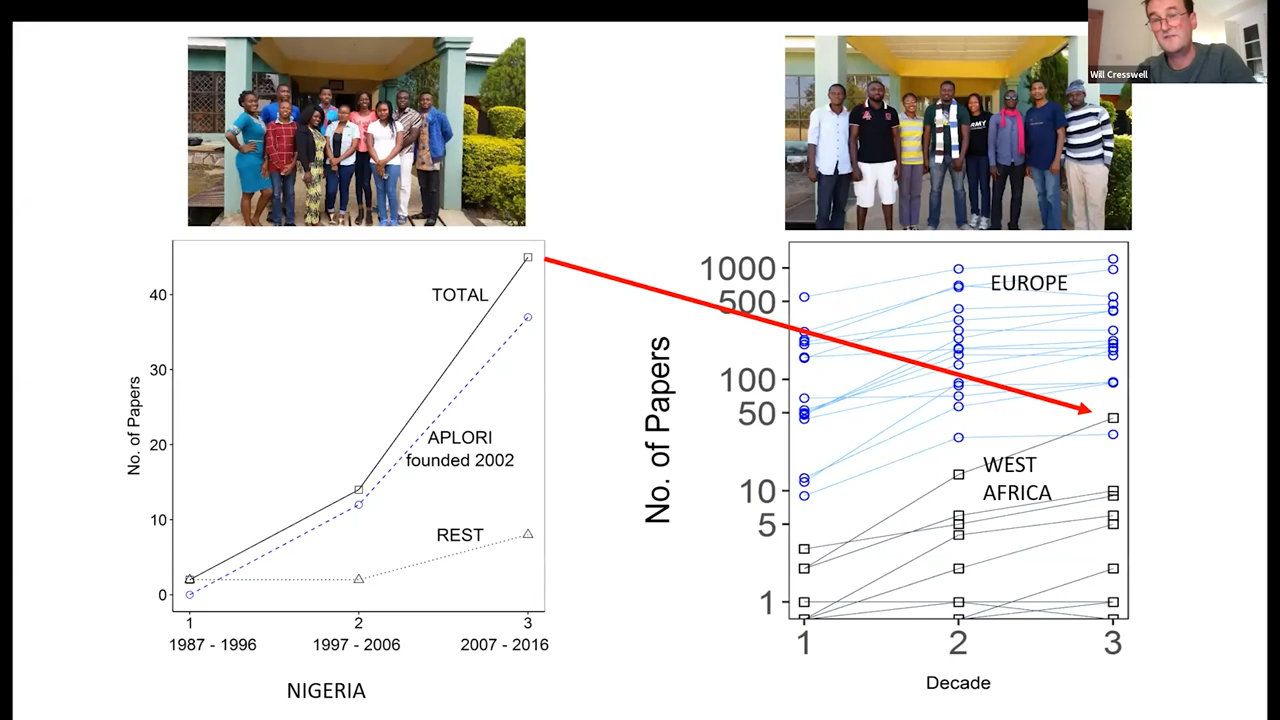 Will Cresswell
ARMY
No. of Papers
40
30
20
10
0
TOTAL
APLORI
founded 2002
REST
1
2
3
1987 - 1996
1997 - 2006
2007 - 2016
NIGERIA
No. of Papers
1000
500
100
50
10
5
1
EUROPE
WEST
AFRICA
1
2
3
Decade